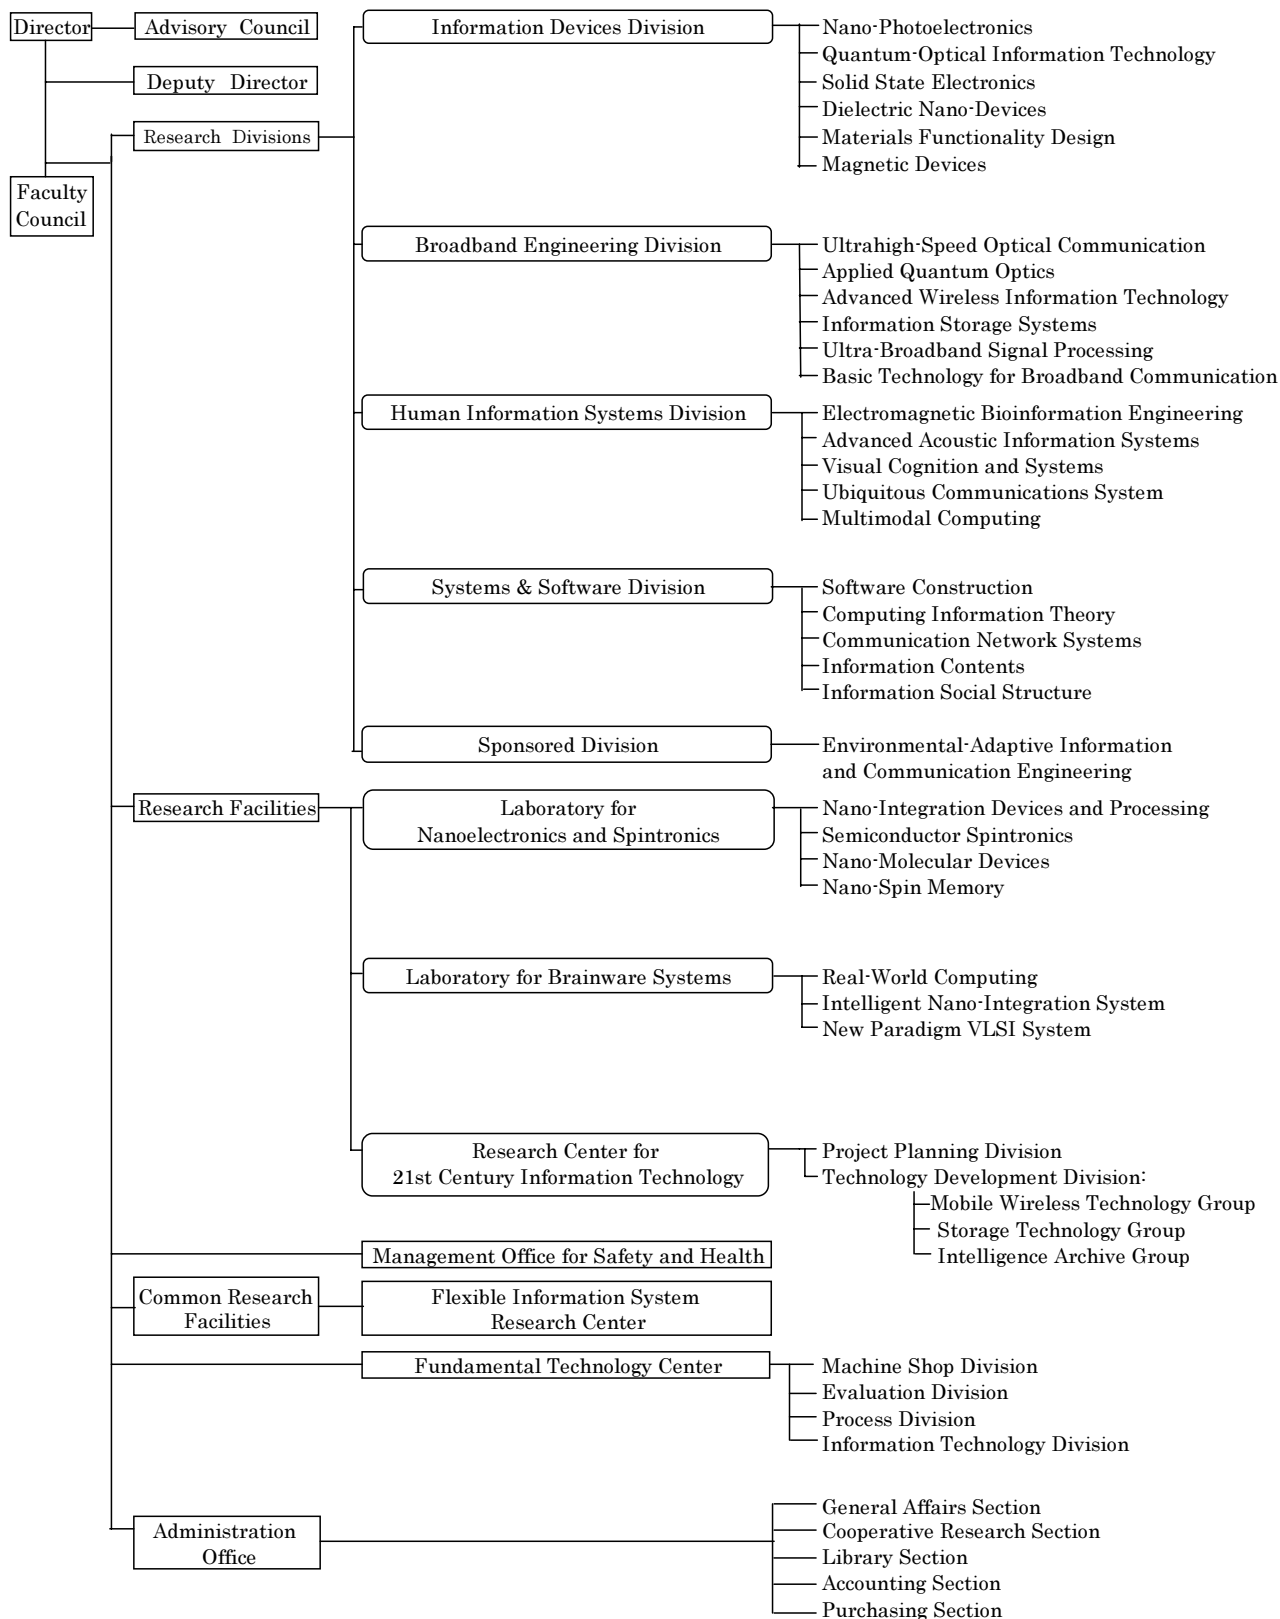 Director
Advisory Council
Deputy Director
Research Divisions
Faculty
Council
Information Devices Division
Nano-Photoelectronics
Quantum-Optical Information Technology
Solid State Electronics
Dielectric Nano-Devices
Materials Functionality Design
Magnetic Devices
Broadband Engineering Division
Ultrahigh-Speed Optical Communication
Applied Quantum Optics
Advanced Wireless Information Technology
Information Storage Systems
Ultra-Broadband Signal Processing
Basic Technology for Broadband Communication
Human Information Systems Division
Electromagnetic Bioinformation Engineering
Advanced Acoustic Information Systems
Visual Cognition and Systems
Ubiquitous Communications System
Multimodal Computing
Systems & Software Division
Software Construction
Computing Information Theory
Communication Network Systems
Information Contents
Information Social Structure
Sponsored Division
Environmental-Adaptive Information
and Communication Engineering
Research Facilities
Laboratory for
Nanoelectronics and Spintronics
Nano-Integration Devices and Processing
Semiconductor Spintronics
Nano-Molecular Devices
Nano-Spin Memory
Laboratory for Brainware Systems
Real-World Computing
Intelligent Nano-Integration System
New Paradigm VLSI System
Research Center for
21st Century Information Technology
Project Planning Division
Technology Development Division:
Mobile Wireless Technology Group
Storage Technology Group
Intelligence Archive Group
Management Office for Safety and Health
Common Research
Facilities
Flexible Information System
Research Center
Fundamental Technology Center
Machine Shop Division
Evaluation Division
Process Division
Information Technology Division
Administration
Office
General Affairs Section
Cooperative Research Section
Library Section
Accounting Section
Purchasing Section